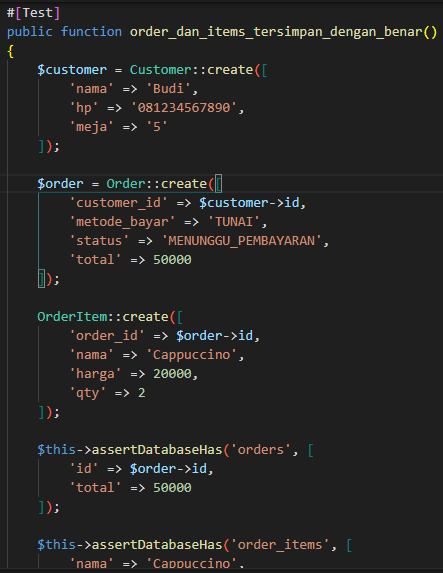 #[Test]
public function order_dan_items_tersimpan_dengan_benar()
{
    $customer = Customer::create([
        'nama' => 'Budi',
        'hp' => '081234567890',
        'meja' => '5'
    ]);

    $order = Order::create([
        'customer_id' => $customer->id,
        'metode_bayar' => 'TUNAI',
        'status' => 'MENUNGGU_PEMBAYARAN',
        'total' => 50000
    ]);

    OrderItem::create([
        'order_id' => $order->id,
        'nama' => 'Cappuccino',
        'harga' => 20000,
        'qty' => 2
    ]);

    $this->assertDatabaseHas('orders', [
        'id' => $order->id,
        'total' => 50000
    ]);

    $this->assertDatabaseHas('order_items', [
        'nama' => 'Cappuccino',